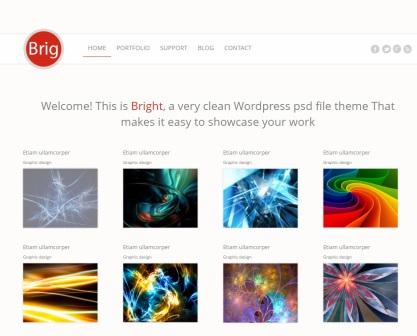 Brig
HOME PORTFOLIO SUPPORT BLOG CONTACT
Welcome! This is Bright, a very clean Wordpress psd file theme That
makes it easy to showcase your work
Etiam ullamcorper Etiam ullamcorper Etiam ullamcorper Etiam ullamcorper
Graphic design Graphic design Graphic design Graphic design
Etiam ullamcorper Etiam ullamcorper Etiam ullamcorper Etiam ullamcorper
Graphic design Graphic design Graphic design Graphic design